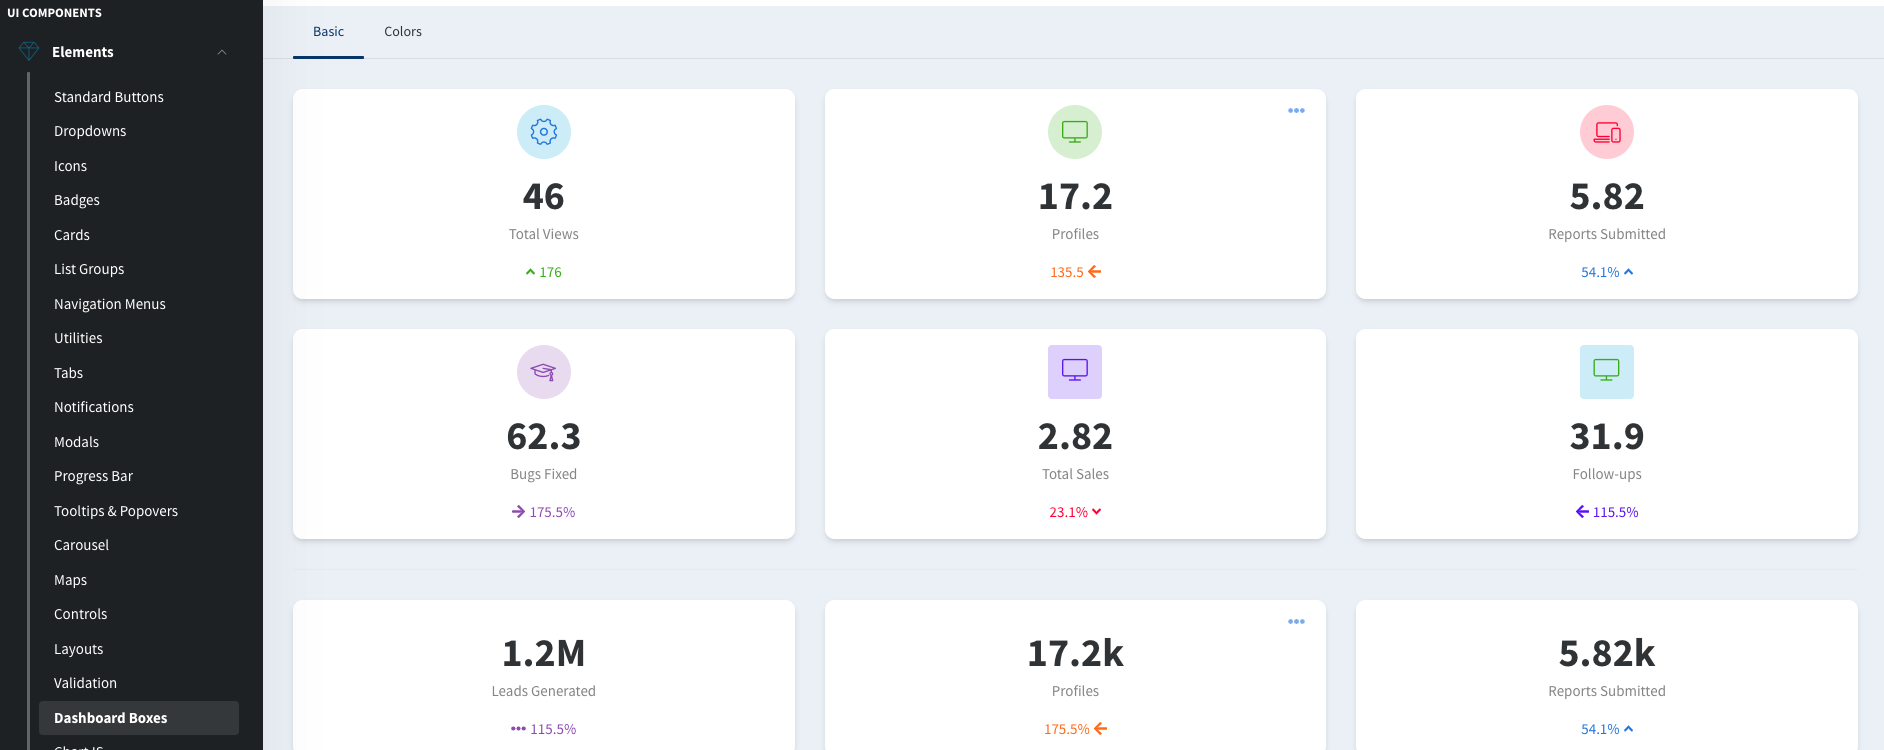 UI COMPONENTS
Elements
Standard Buttons
Dropdowns
Icons
Badges
Cards
List Groups
Navigation Menus
Utilities
Tabs
Notifications
Modals
Progress Bar
Tooltips & Popovers
Carousel
Maps
Controls
Layouts
Validation
Dashboard Boxes
Basic
Colors
46
Total Views
176
17.2
Profiles
135.5
5.82
Reports Submitted
54.1%
62.3
Bugs Fixed
175.5%
2.82
Total Sales
23.1%
31.9
Follow-ups
115.5%
1.2M
Leads Generated
115.5%
17.2k
Profiles
175.5%
5.82k
Reports Submitted
54.1%